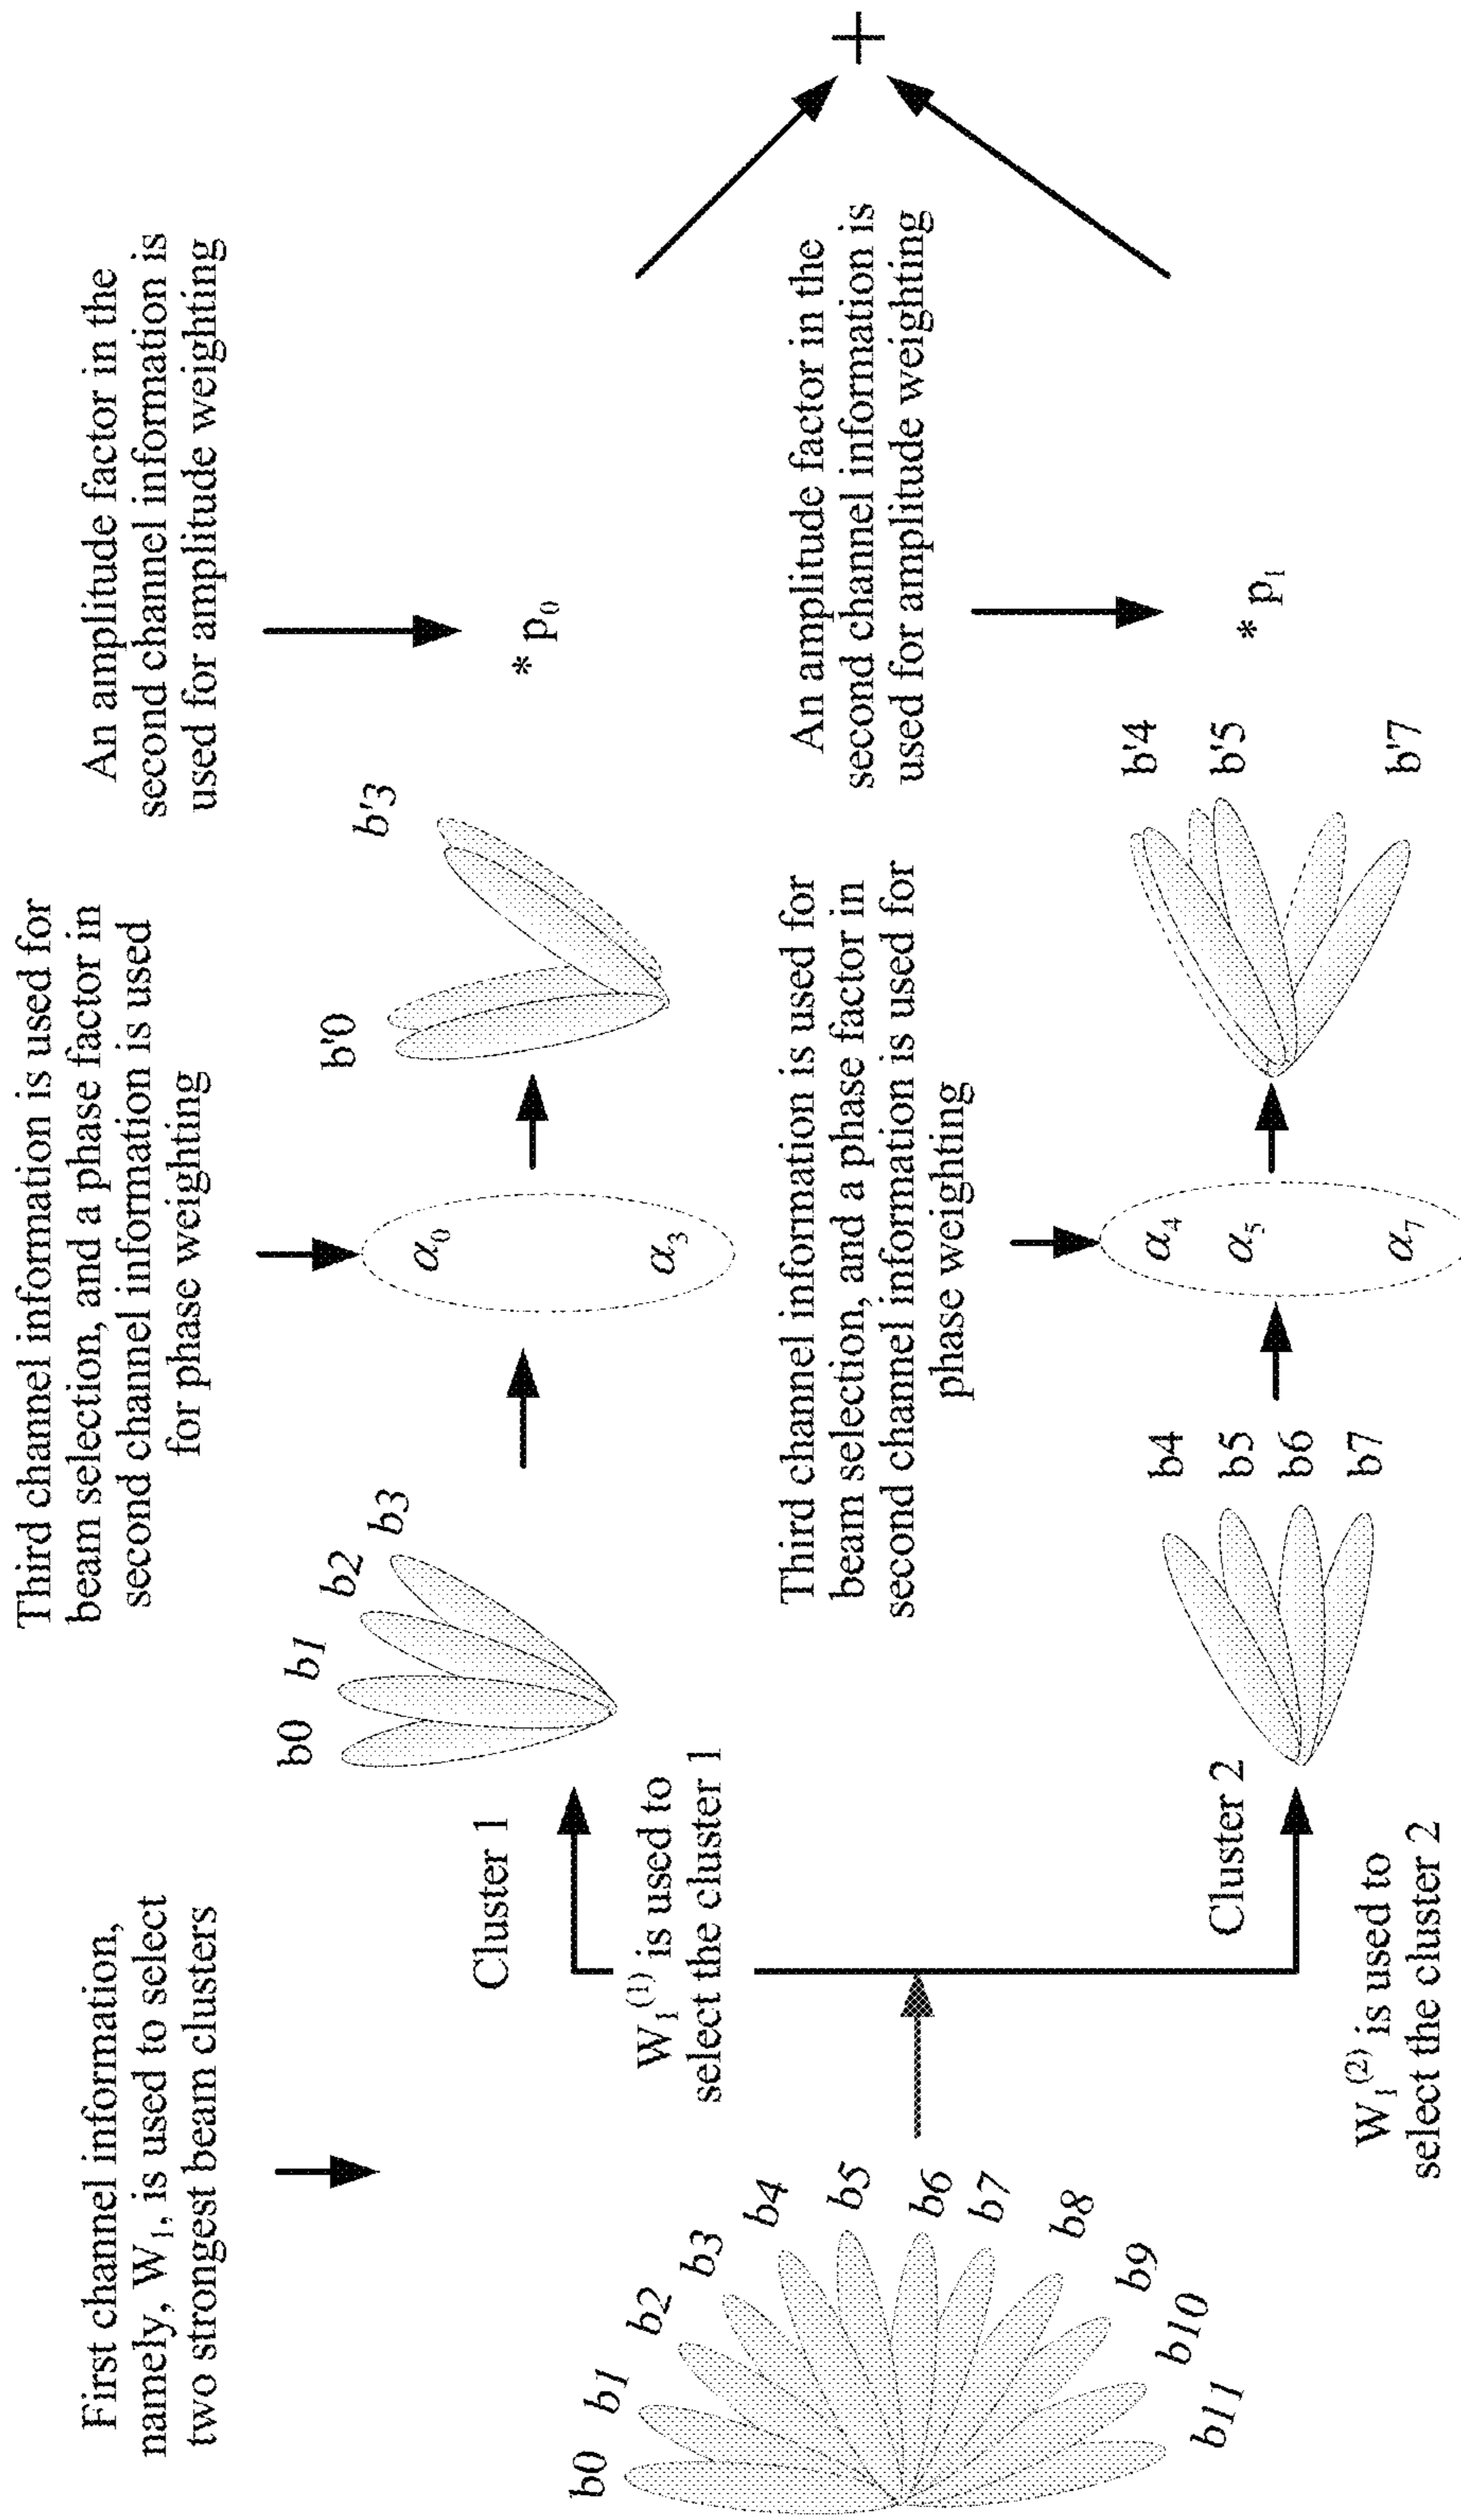 First channel information,
namely, W₁, is used to select
two strongest beam clusters
b0
b1
b2
b3
b4
b5
b6
b7
b8
b9
b10
b11
Cluster 1
W₁⁽¹⁾ is used to
select the cluster 1
Cluster 2
W₁⁽²⁾ is used to
select the cluster 2
b0
b1
b2
b3
Third channel information is used for
beam selection, and a phase factor in
second channel information is used
for phase weighting
α₀
α₃
b'0
b'3
An amplitude factor in the
second channel information is
used for amplitude weighting
* p₀
b4
b5
b6
b7
Third channel information is used for
beam selection, and a phase factor in
second channel information is used for
phase weighting
α₄
α₅
α₇
b'4
b'5
b'7
An amplitude factor in the
second channel information is
used for amplitude weighting
* p₁
+